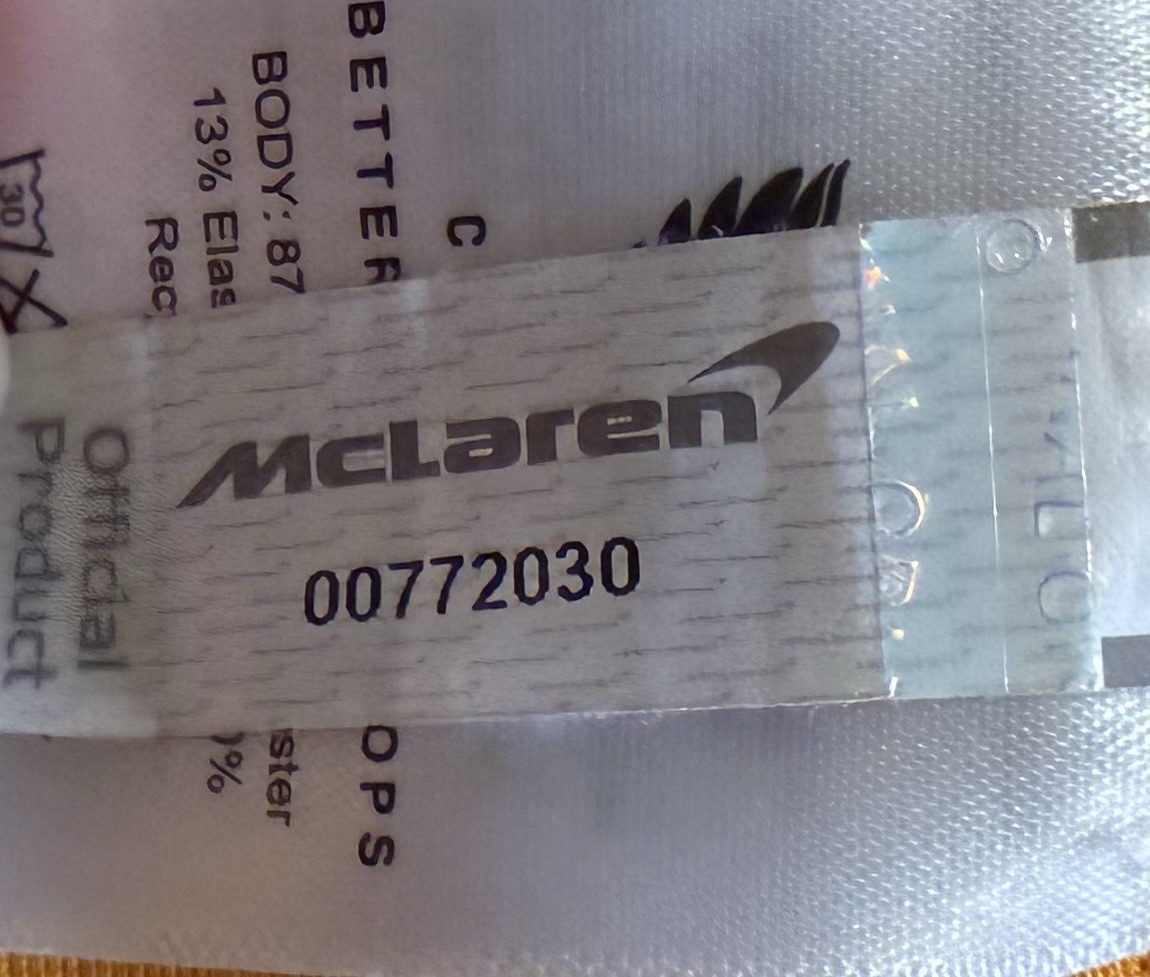 McLaren
00772030
Official
Product
C
BETTER
OPS
BODY: 87
ster
13% Elas
%
Rec
30